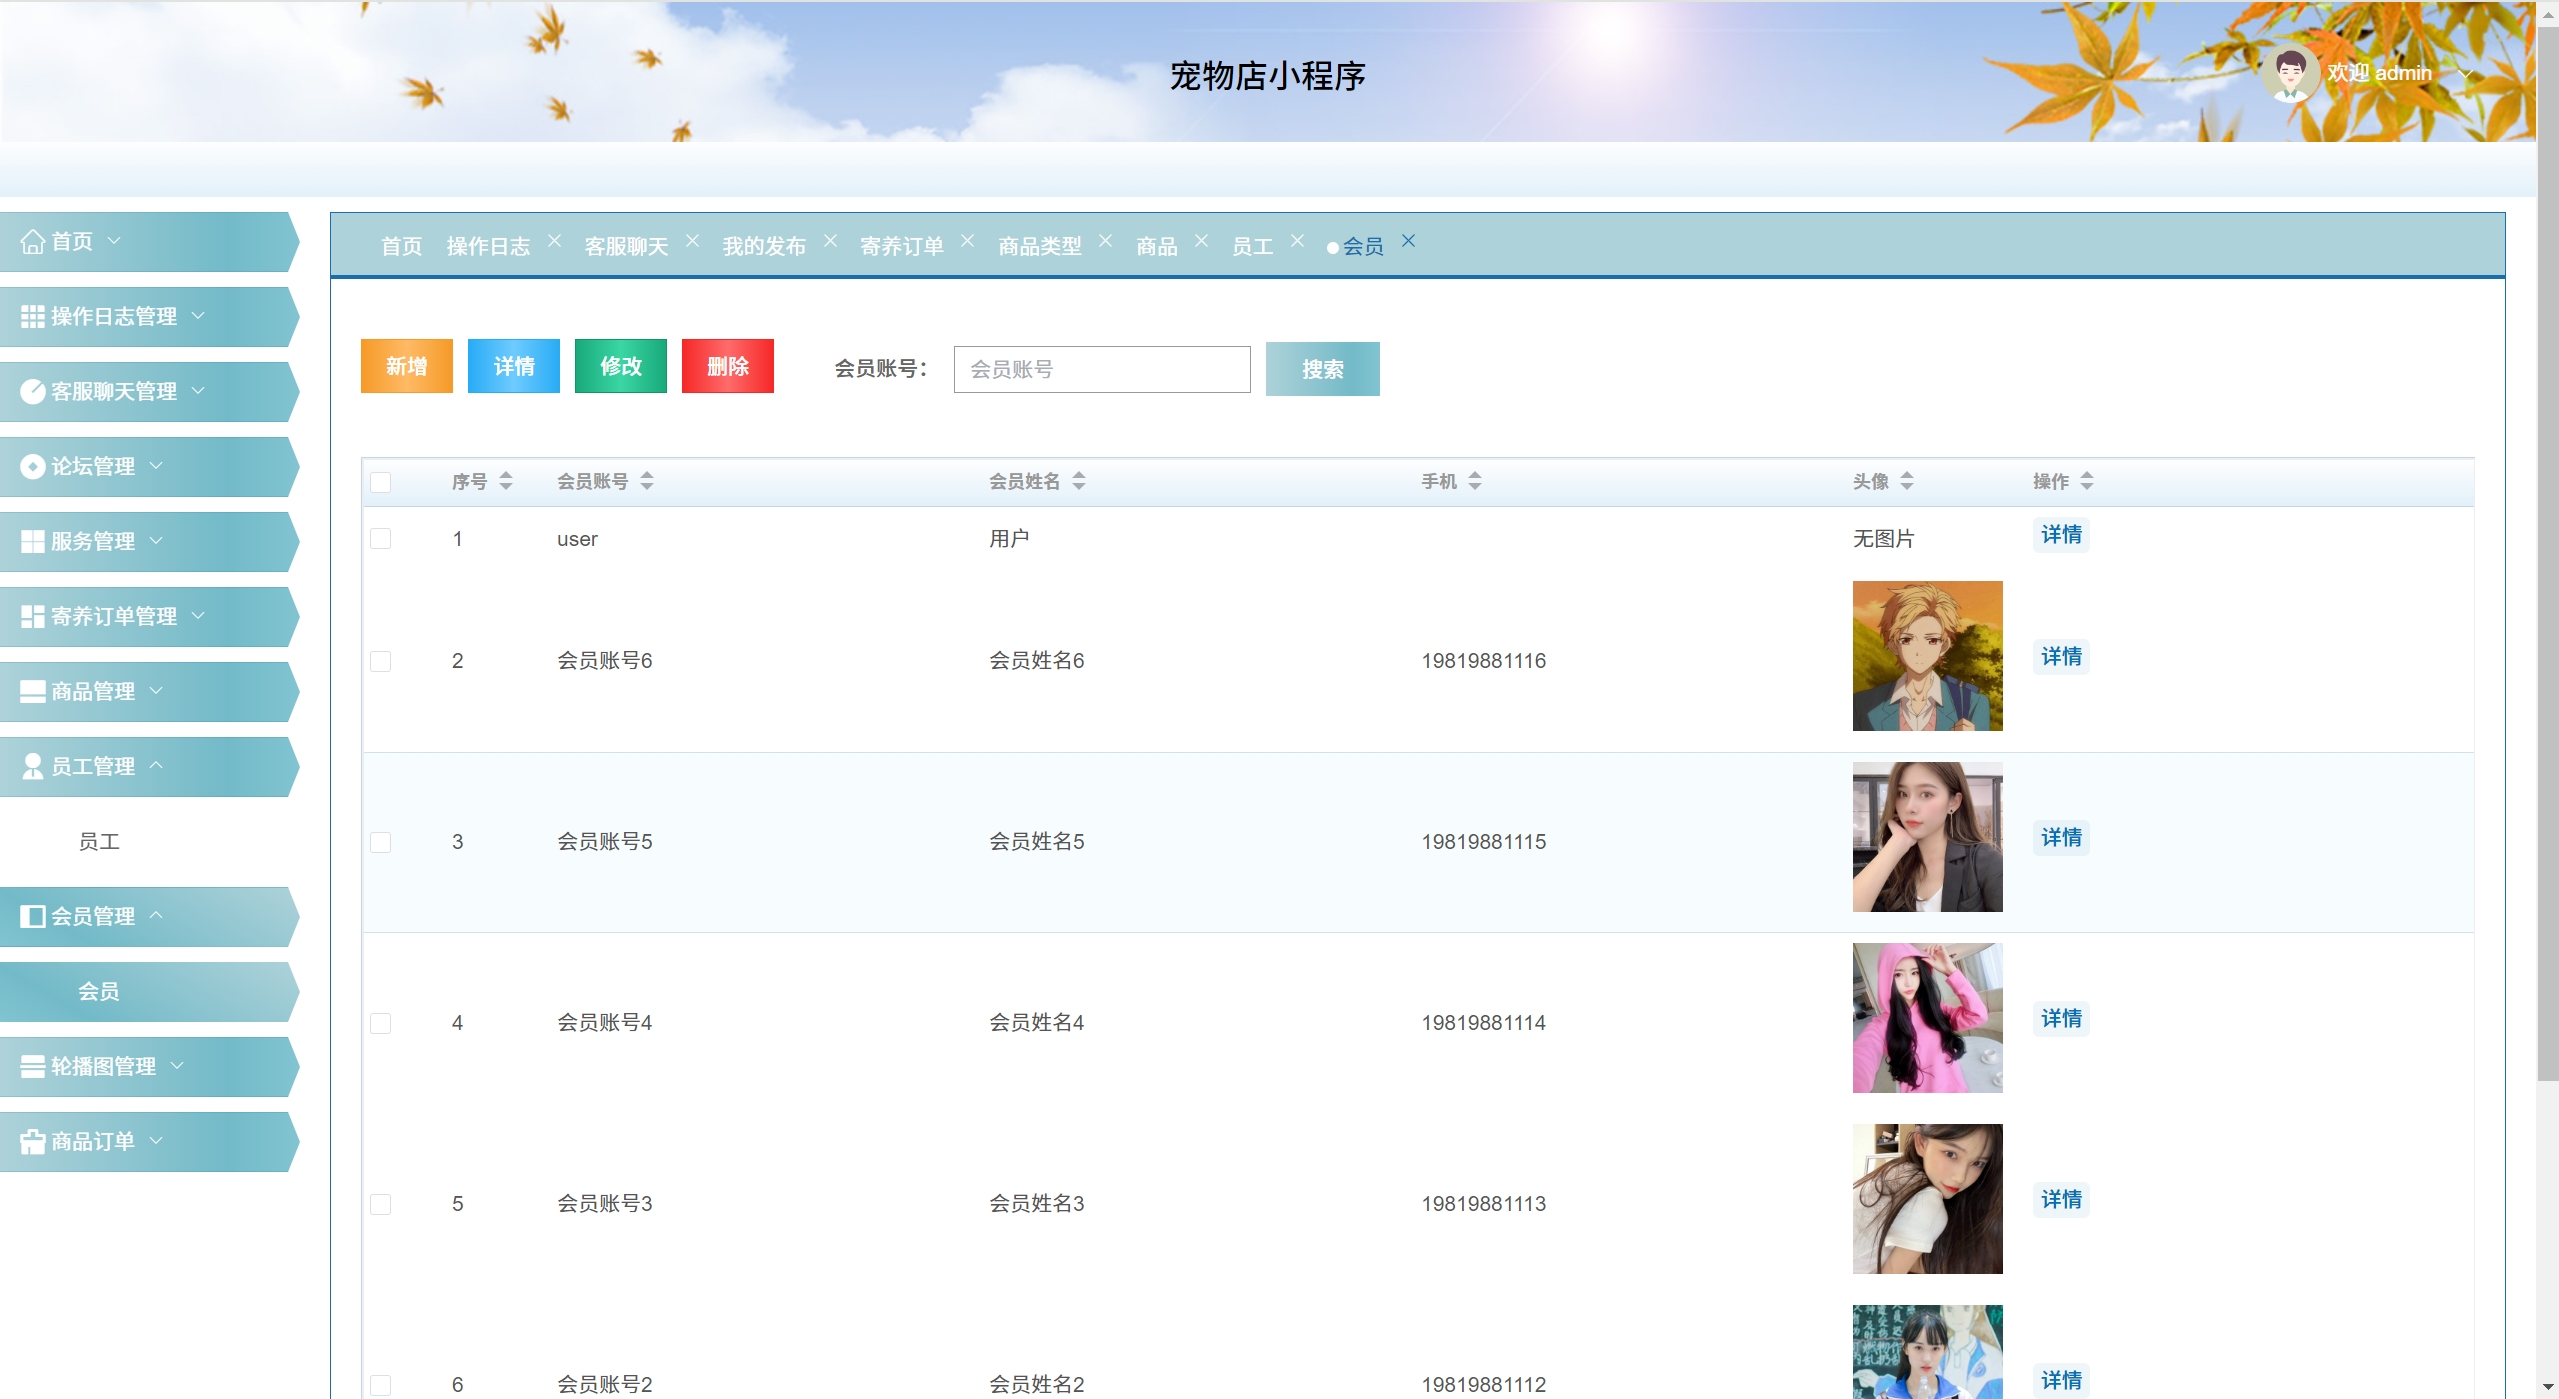 宠物店小程序
欢迎 admin
首页
操作日志管理
客服聊天管理
论坛管理
服务管理
寄养订单管理
商品管理
员工管理
员工
会员管理
会员
轮播图管理
商品订单
首页 操作日志 客服聊天 我的发布 寄养订单 商品类型 商品 员工 会员
新增 详情 修改 删除 会员账号： 会员账号 搜索
序号 会员账号 会员姓名 手机 头像 操作
1 user 用户 无图片 详情
2 会员账号6 会员姓名6 19819881116 详情
3 会员账号5 会员姓名5 19819881115 详情
4 会员账号4 会员姓名4 19819881114 详情
5 会员账号3 会员姓名3 19819881113 详情
6 会员账号2 会员姓名2 19819881112 详情